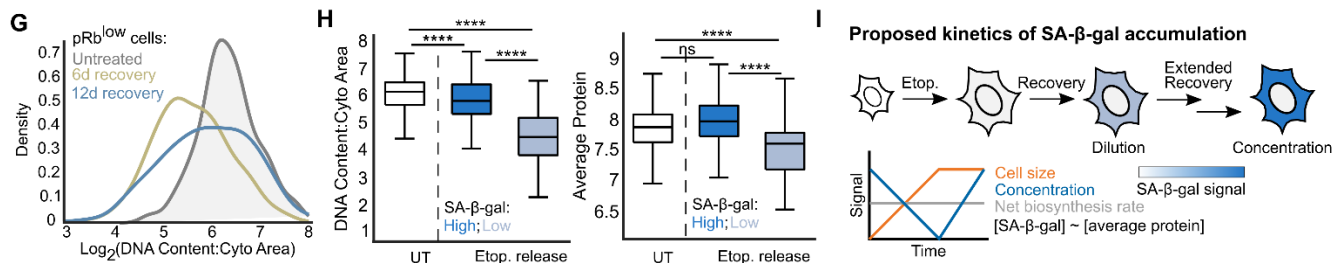 G
pRb^low cells:
Untreated
6d recovery
12d recovery
Density
0.7
0.5
0.4
0.3
0.2
0.1
0
3 4 5 6 7 8
Log2(DNA Content:Cyto Area)
H
****
****
****
DNA Content:Cyto Area
8
7
6
5
4
3
2
1
SA-β-gal:
High; Low
UT Etop. release
****
ns
****
Average Protein
9
8.5
8
7.5
7
6.5
SA-β-gal:
High; Low
UT Etop. release
I
Proposed kinetics of SA-β-gal accumulation
Etop.
Recovery
Extended
Recovery
Dilution
Concentration
Signal
Time
Cell size
Concentration
Net biosynthesis rate
[SA-β-gal] ~ [average protein]
SA-β-gal signal